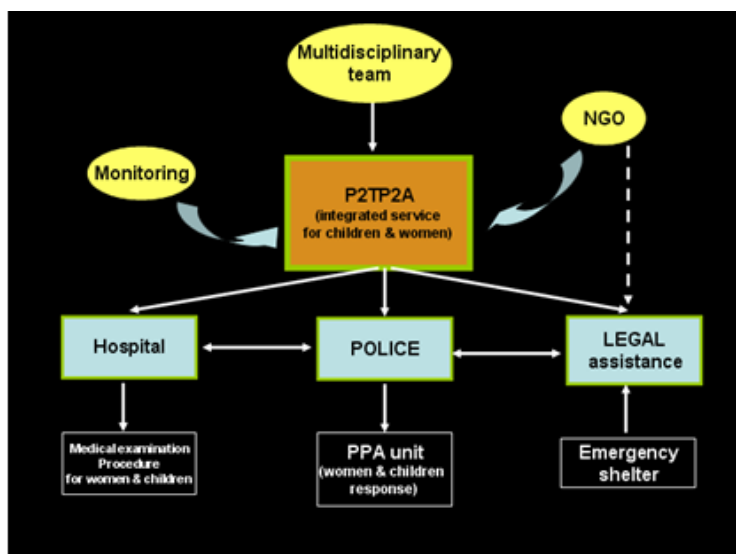 Multidisciplinary
team
NGO
Monitoring
P2TP2A
(integrated service
for children & women)
Hospital
POLICE
LEGAL
assistance
Medical examination
Procedure
for women & children
PPA unit
(women & children
response)
Emergency
shelter